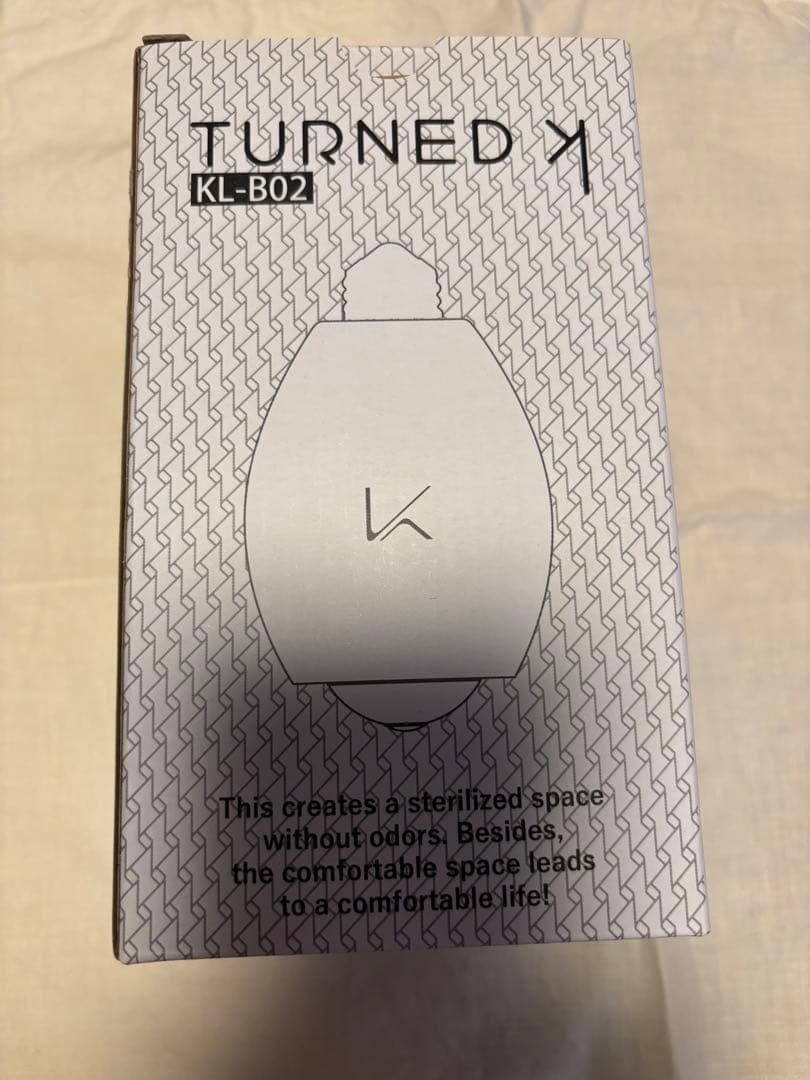 TURNED K
KL-B02
K
This creates a sterilized space
without odors. Besides,
the comfortable space leads
to a comfortable life!